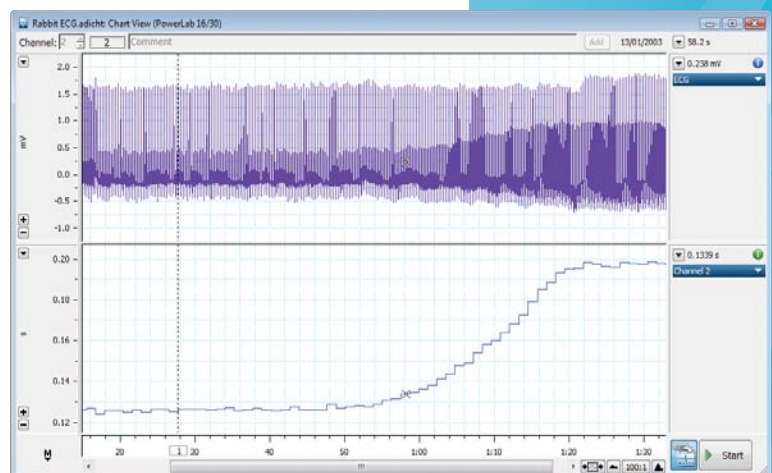 Rabbit ECG.adicht: Chart View (PowerLab 16/30)
Channel: 2 2 Comment Add 13/01/2003 58.2 s
2.0
1.5
1.0
0.5
0.0
-0.5
-1.0
mV
0.238 mV
ECG
0.20
0.18
0.16
0.14
0.12
s
0.1339 s
Channel 2
M 20 1 30 40 50 1:00 1:10 1:20 1:30
100:1 Start